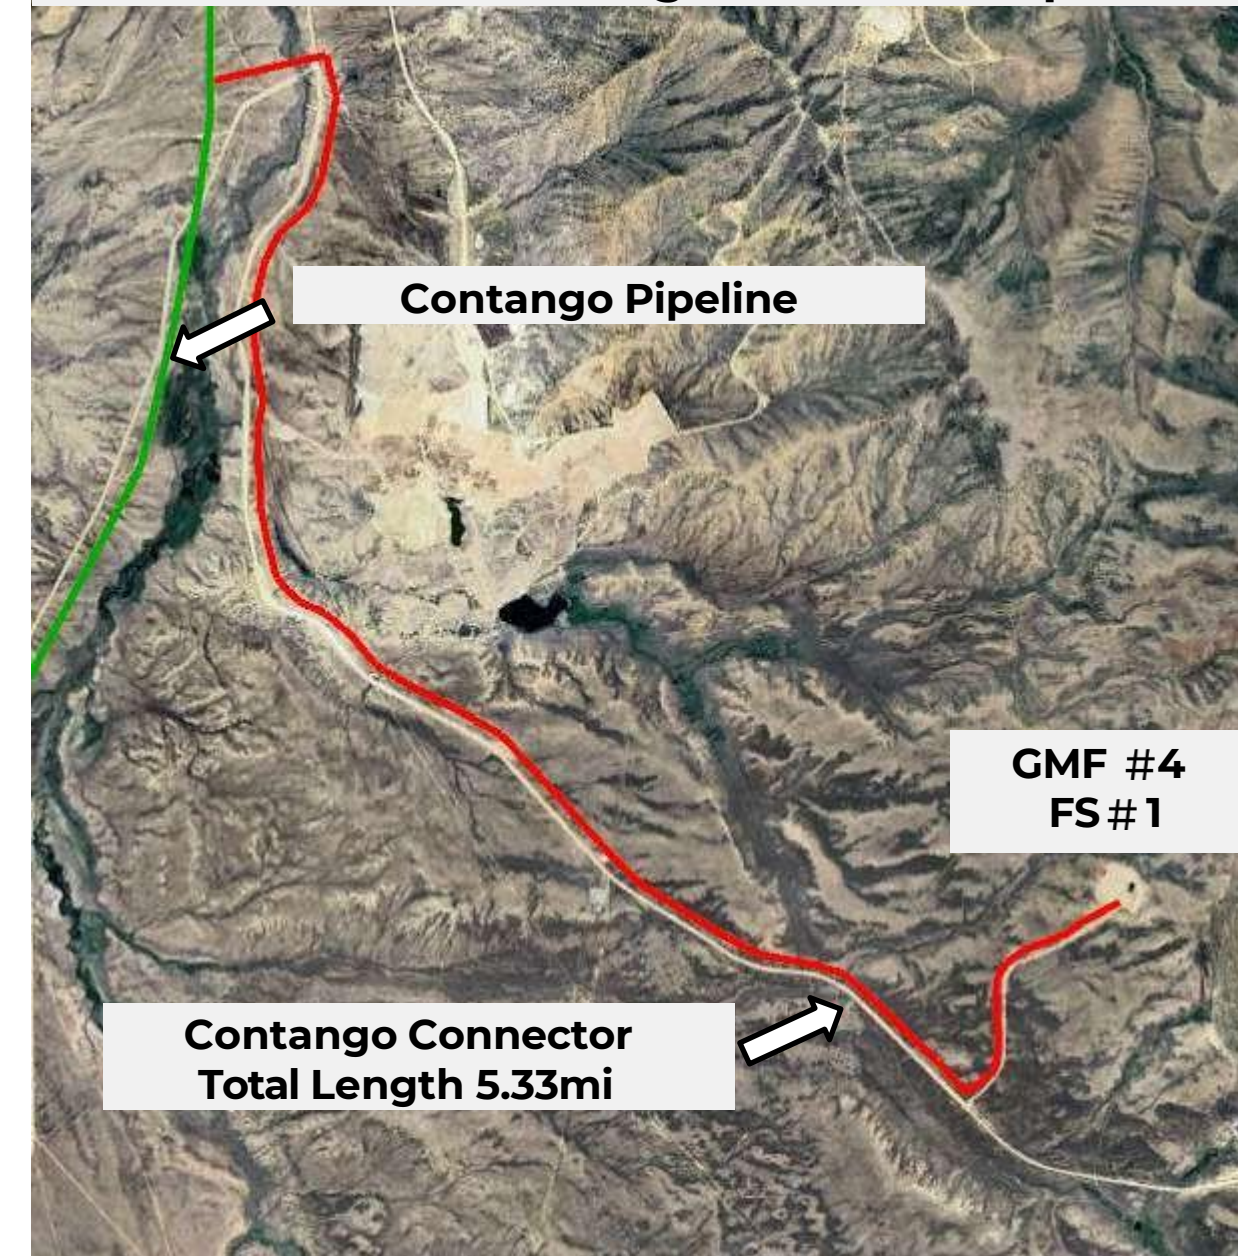 Contango Pipeline
GMF #4
FS#1
Contango Connector
Total Length 5.33mi